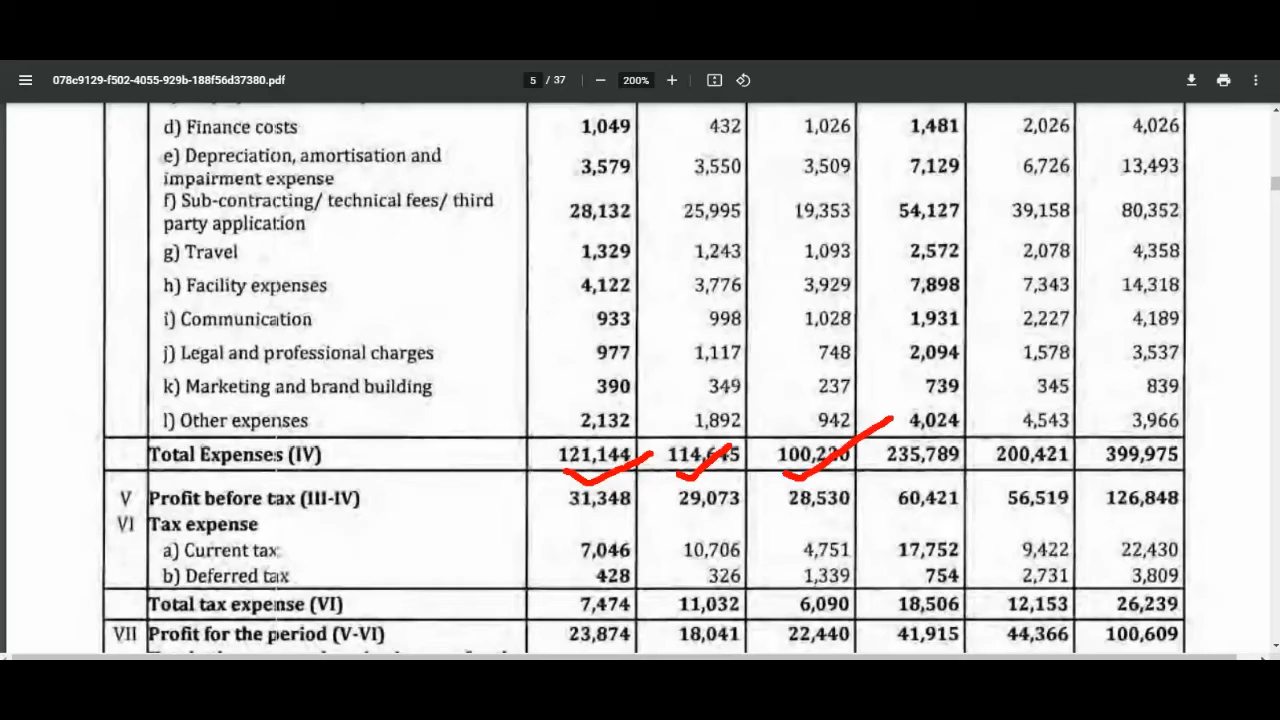 078c9129-f502-4055-929b-188f56d37380.pdf 5 / 37 200%
d) Finance costs 1,049 432 1,026 1,481 2,026 4,026
e) Depreciation, amortisation and
impairment expense 3,579 3,550 3,509 7,129 6,726 13,493
f) Sub-contracting/ technical fees/ third
party application 28,132 25,995 19,353 54,127 39,158 80,352
g) Travel 1,329 1,243 1,093 2,572 2,078 4,358
h) Facility expenses 4,122 3,776 3,929 7,898 7,343 14,318
i) Communication 933 998 1,028 1,931 2,227 4,189
j) Legal and professional charges 977 1,117 748 2,094 1,578 3,537
k) Marketing and brand building 390 349 237 739 345 839
l) Other expenses 2,132 1,892 942 4,024 4,543 3,966
Total Expenses (IV) 121,144 114,645 235,789 200,421 399,975
V Profit before tax (III-IV) 31,348 29,073 28,530 60,421 56,519 126,848
VI Tax expense
a) Current tax 7,046 10,706 4,751 17,752 9,422 22,430
b) Deferred tax 428 326 1,339 754 2,731 3,809
Total tax expense (VI) 7,474 11,032 6,090 18,506 12,153 26,239
VII Profit for the period (V-VI) 23,874 18,041 22,440 41,915 44,366 100,609